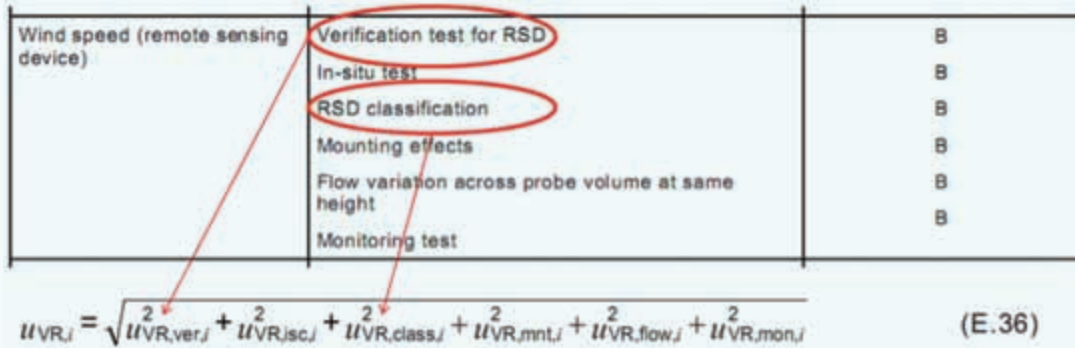 Wind speed (remote sensing Verification test for RSD B
device)
In-situ test B
RSD classification B
Mounting effects B
Flow variation across probe volume at same B
height
B
Monitoring test
u_VR,i = √(u²_VR,ver,i + u²_VR,isc,i + u²_VR,class,i + u²_VR,mnt,i + u²_VR,flow,i + u²_VR,mon,i) (E.36)